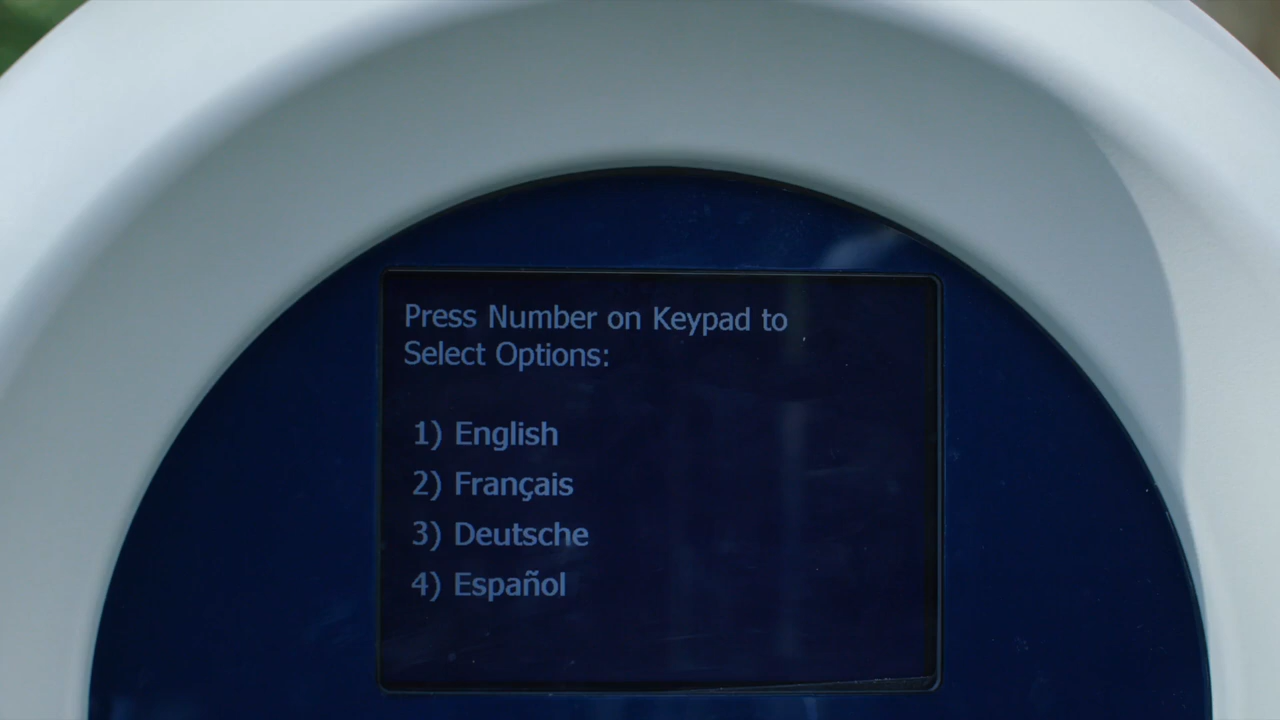 Press Number on Keypad to
Select Options:
1) English
2) Français
3) Deutsche
4) Español